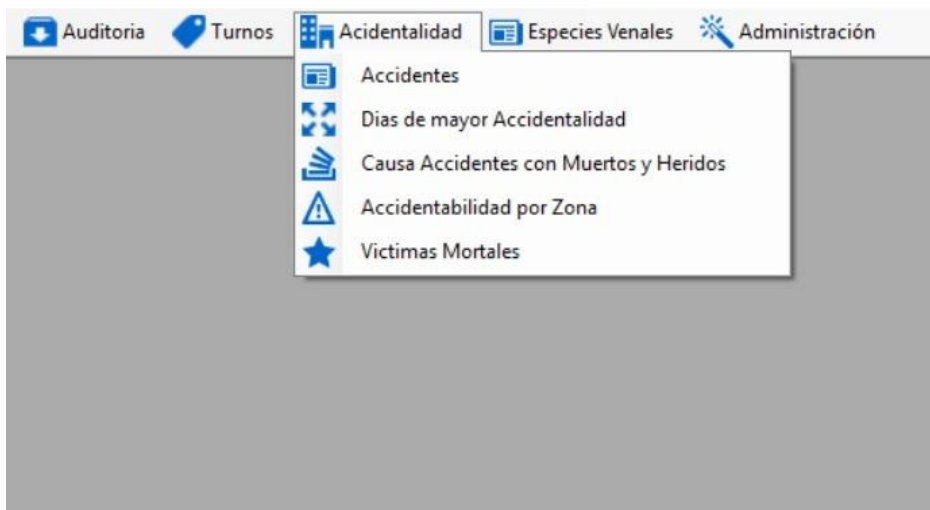 Auditoria Turnos Acidentalidad Especies Venales Administración
Accidentes
Dias de mayor Accidentalidad
Causa Accidentes con Muertos y Heridos
Accidentabilidad por Zona
Victimas Mortales